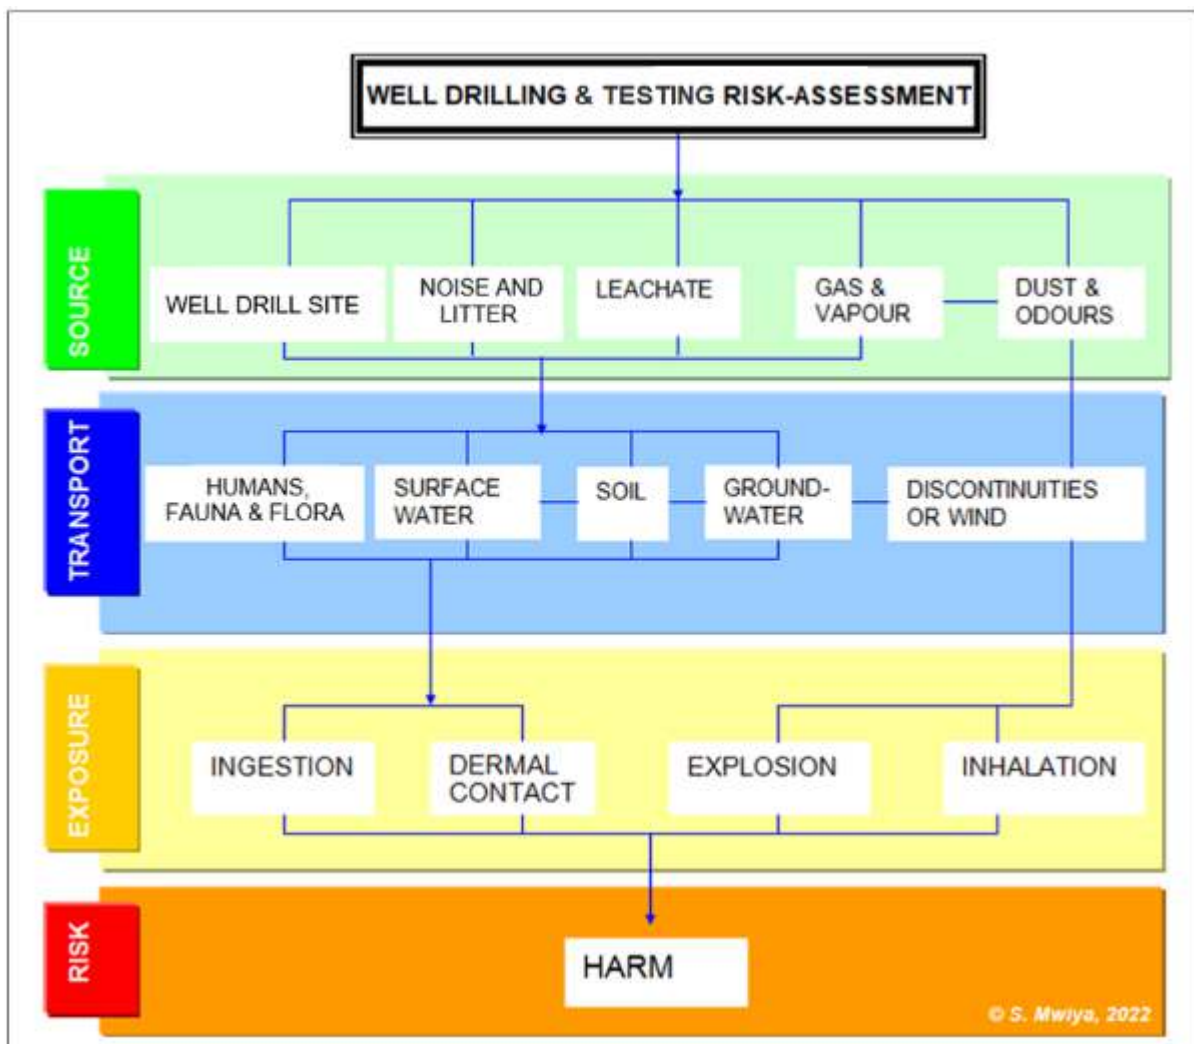 WELL DRILLING & TESTING RISK-ASSESSMENT
SOURCE
WELL DRILL SITE
NOISE AND
LITTER
LEACHATE
GAS &
VAPOUR
DUST &
ODOURS
TRANSPORT
HUMANS,
FAUNA & FLORA
SURFACE
WATER
SOIL
GROUND-
WATER
DISCONTINUITIES
OR WIND
EXPOSURE
INGESTION
DERMAL
CONTACT
EXPLOSION
INHALATION
RISK
HARM
© S. Mwiya, 2022